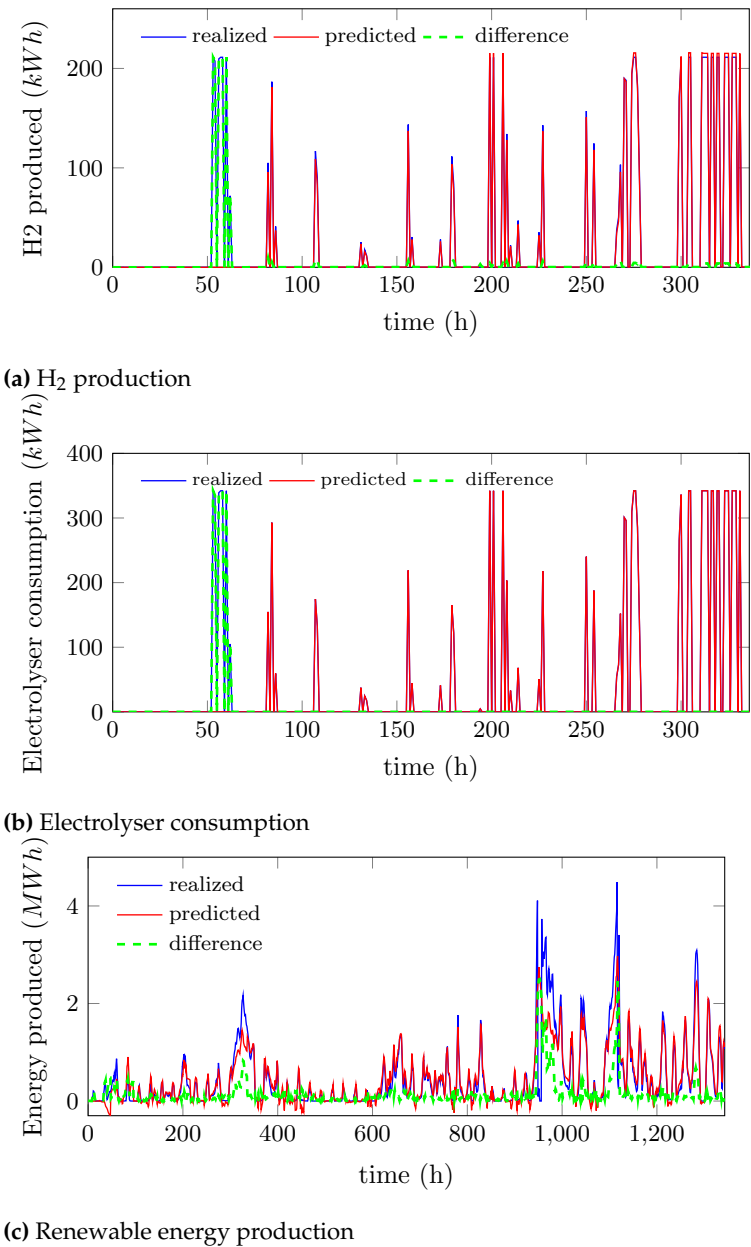 H2 produced (kWh)
realized predicted difference
200
100
0
0 50 100 150 200 250 300
time (h)
(a) H2 production
Electrolyser consumption (kWh)
400
realized predicted difference
300
200
100
0
0 50 100 150 200 250 300
time (h)
(b) Electrolyser consumption
Energy produced (MWh)
realized
4
predicted
difference
2
0
0 200 400 600 800 1,000 1,200
time (h)
(c) Renewable energy production